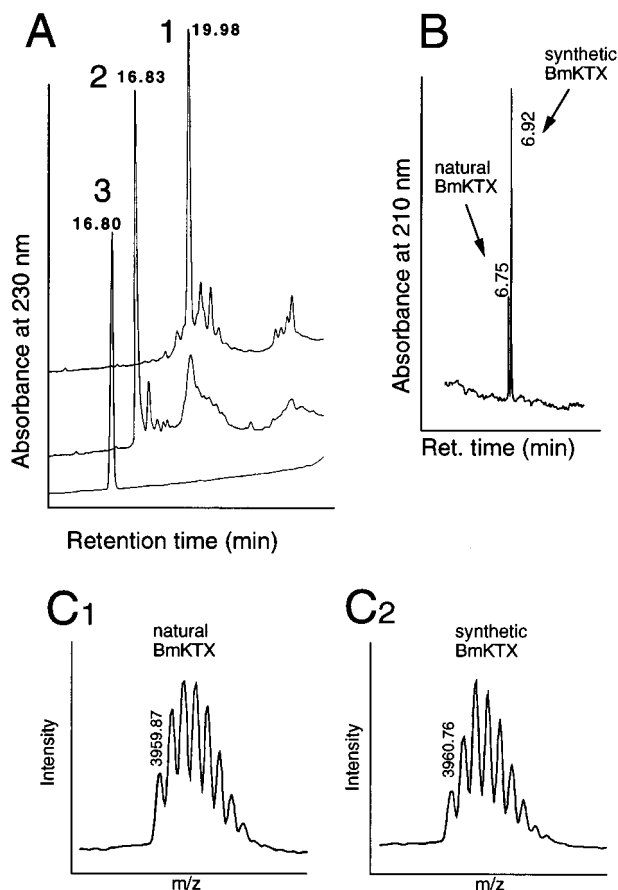 A
1
19.98
2
16.83
3
16.80
Absorbance at 230 nm
Retention time (min)
B
synthetic
BmKTX
6.92
natural
BmKTX
6.75
Absorbance at 210 nm
Ret. time (min)
C1
natural
BmKTX
3959.87
Intensity
m/z
C2
synthetic
BmKTX
3960.76
Intensity
m/z